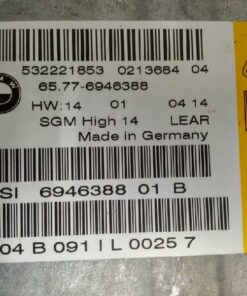 532221853 0213684 04
65.77-6946388
HW:14 01 04 14
SGM High 14 LEAR
Made in Germany
SI 6946388 01 B
04 B 091 I L 0025 7